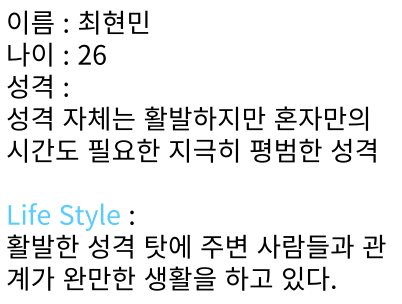 이름 : 최현민
나이 : 26
성격 :
성격 자체는 활발하지만 혼자만의
시간도 필요한 지극히 평범한 성격
Life Style :
활발한 성격 탓에 주변 사람들과 관
계가 완만한 생활을 하고 있다.